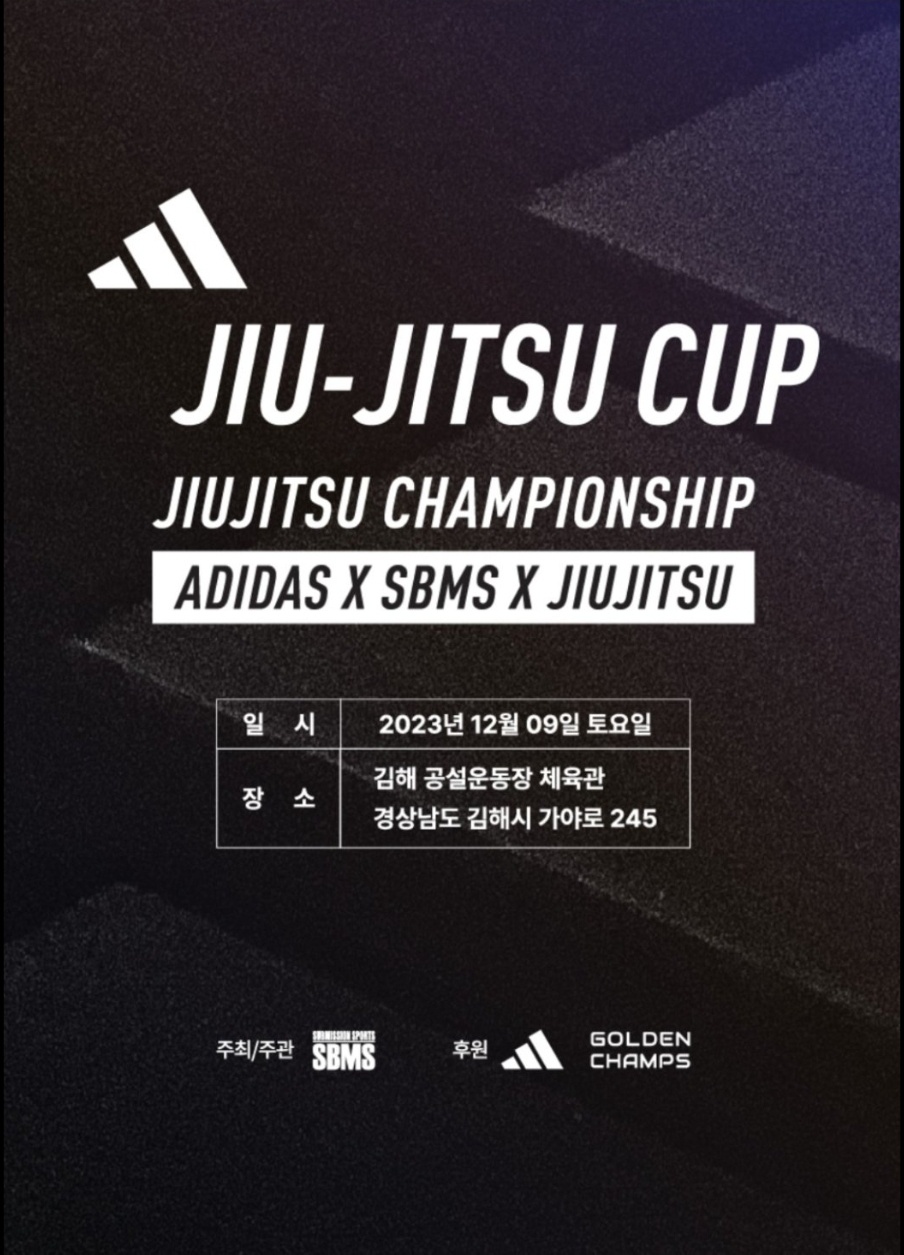 JIU-JITSU CUP
JIUJITSU CHAMPIONSHIP
ADIDAS X SBMS X JIUJITSU
일 시 2023년 12월 09일 토요일
장 소 김해 공설운동장 체육관
경상남도 김해시 가야로 245
주최/주관 SUBMISSION SPORTS
SBMS 후원 GOLDEN
CHAMPS